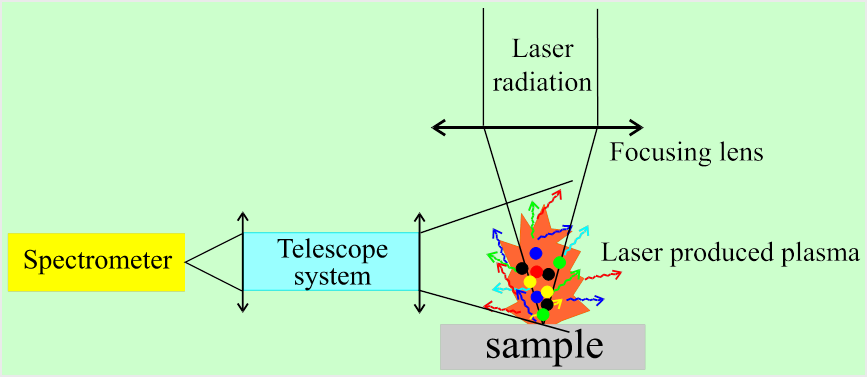 Laser
radiation
Focusing lens
Spectrometer
Telescope
system
Laser produced plasma
sample